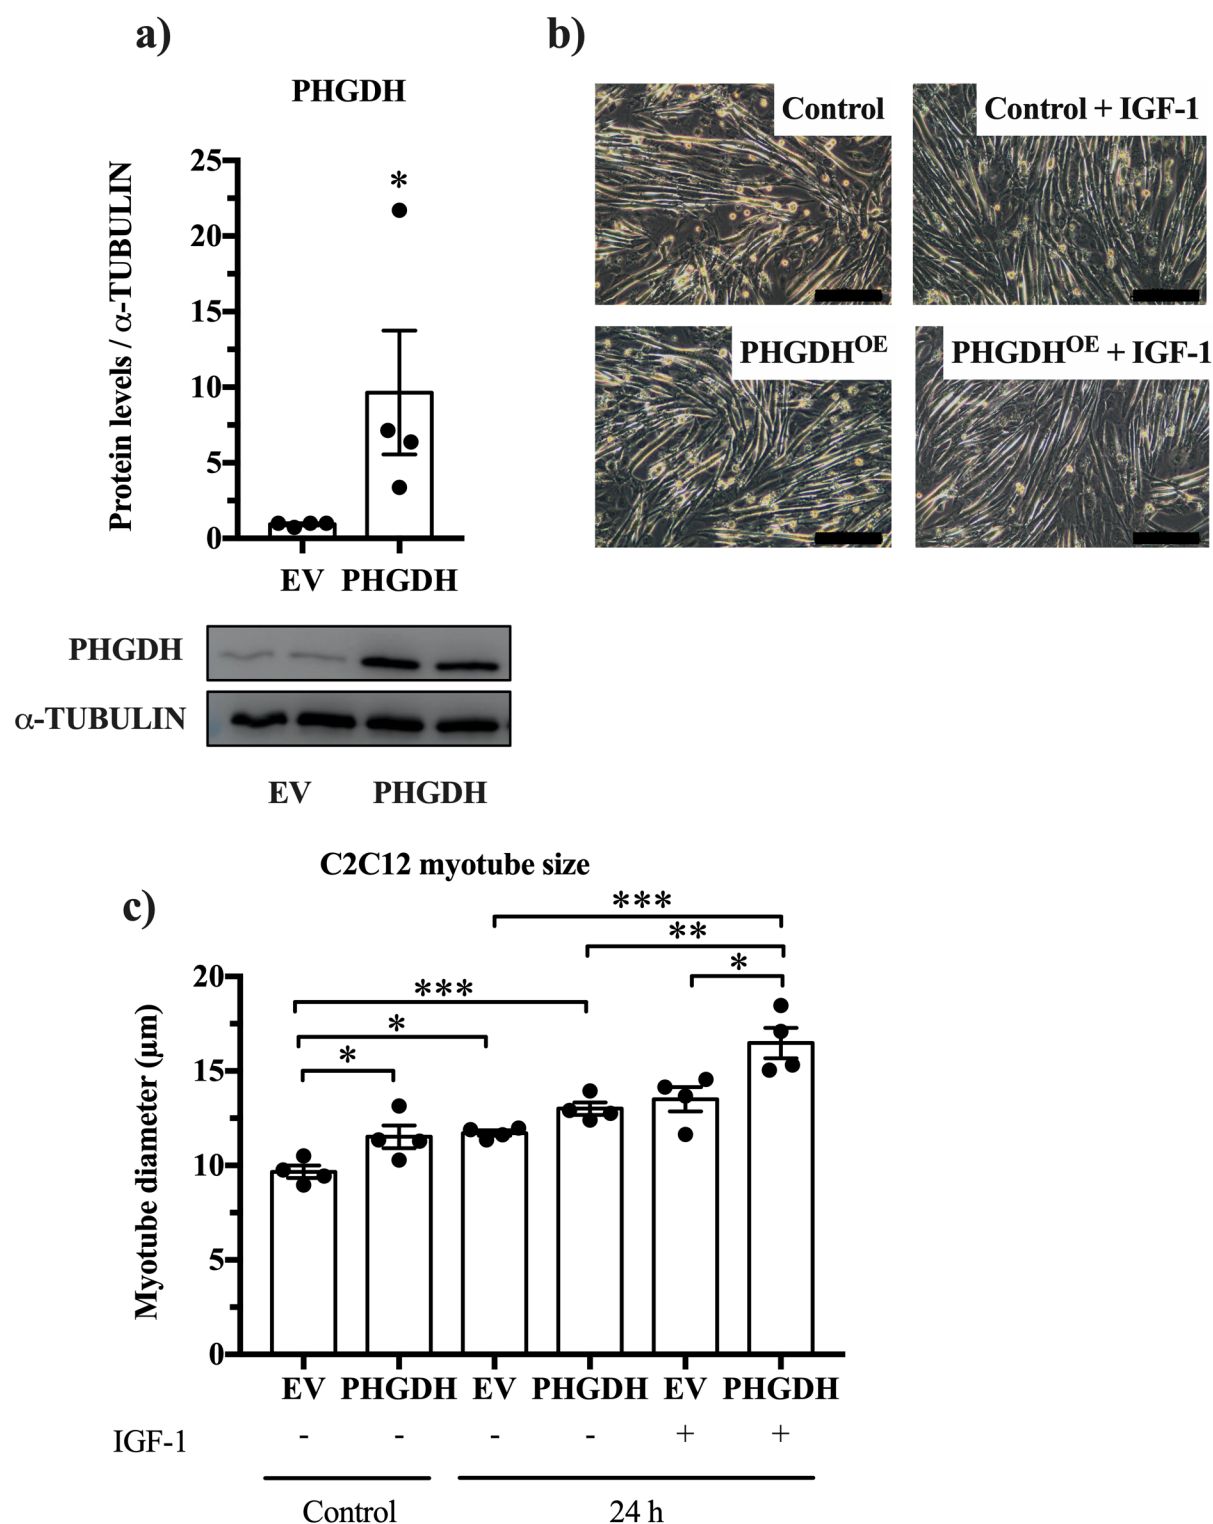 a)
PHGDH
Protein levels / α-TUBULIN
25
20
15
10
5
0
*
EV PHGDH
PHGDH
α-TUBULIN
EV PHGDH
b)
Control
Control + IGF-1
PHGDHᴼᴱ
PHGDHᴼᴱ + IGF-1
C2C12 myotube size
c)
***
**
*
***
*
*
Myotube diameter (µm)
20
15
10
5
0
EV PHGDH EV PHGDH EV PHGDH
IGF-1 - - - - + +
Control 24 h